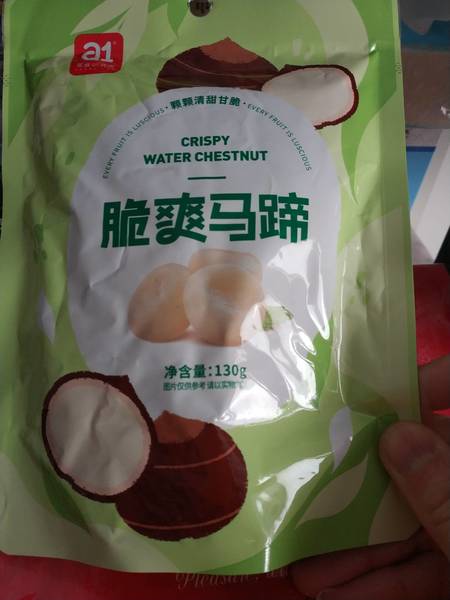 a1
EVERY FRUIT IS LUSCIOUS · 颗颗清甜甘脆 · EVERY FRUIT IS LUSCIOUS
CRISPY
WATER CHESTNUT
脆爽马蹄
净含量:130g
图片仅供参考 请以实物为准